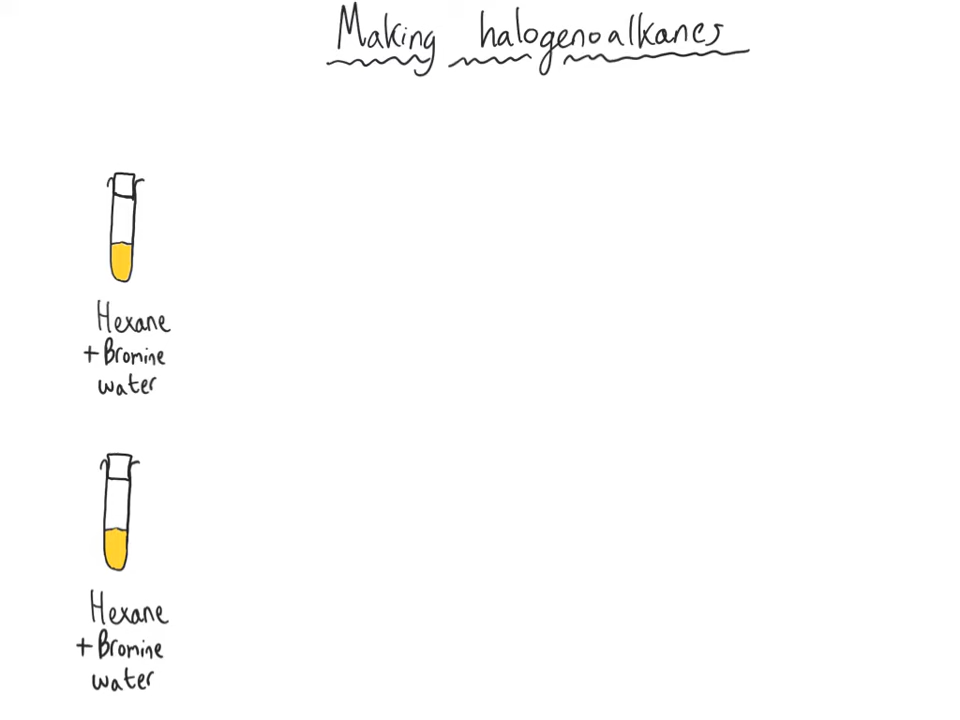 Making halogenoalkanes
Hexane
+ Bromine
water
Hexane
+ Bromine
water